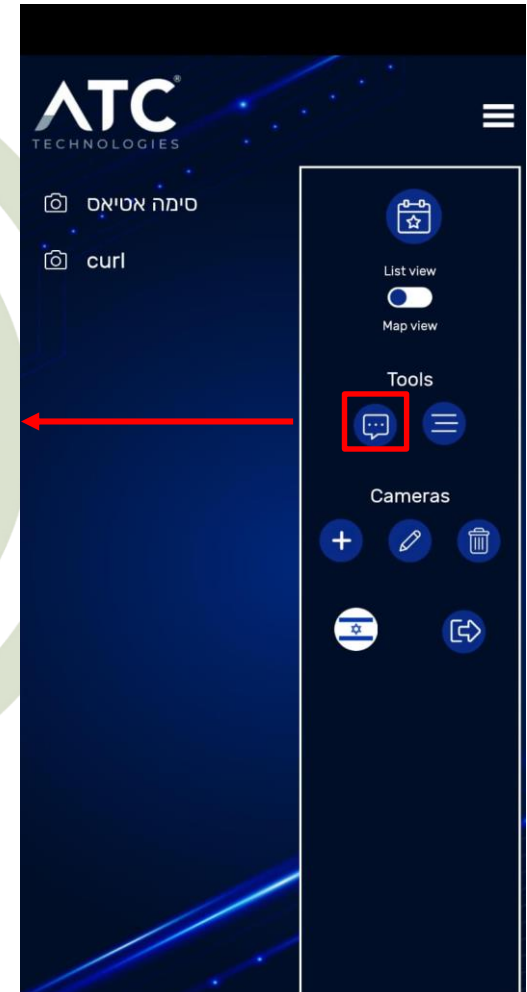 ATC®
TECHNOLOGIES
סימה אטיאס
curl
List view
Map view
Tools
Cameras